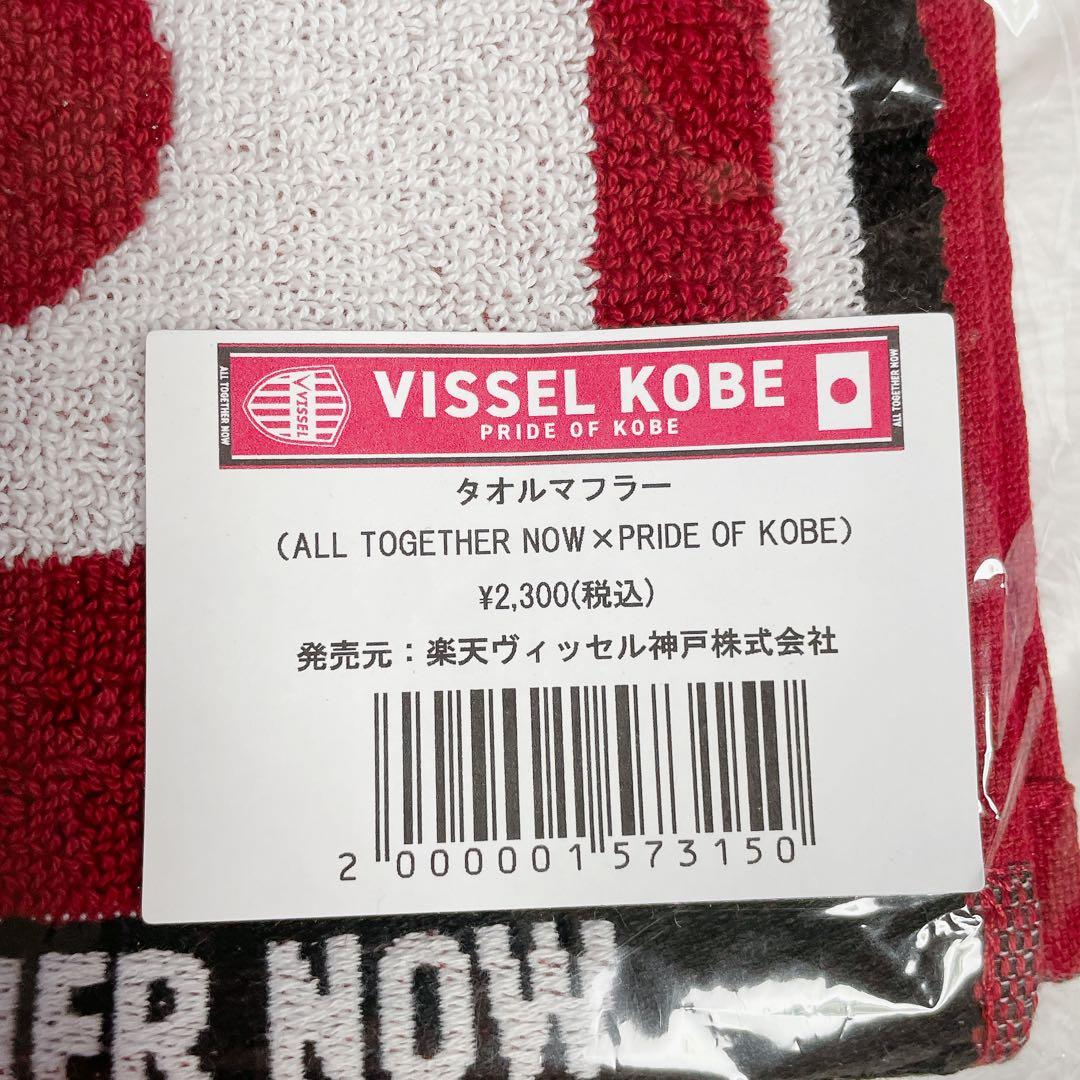 ALL TOGETHER NOW
VISSEL
VISSEL KOBE
PRIDE OF KOBE
ALL TOGETHER NOW
タオルマフラー
（ALL TOGETHER NOW×PRIDE OF KOBE）
¥2,300(税込)
発売元：楽天ヴィッセル神戸株式会社
2 000001 573150
HER NOW